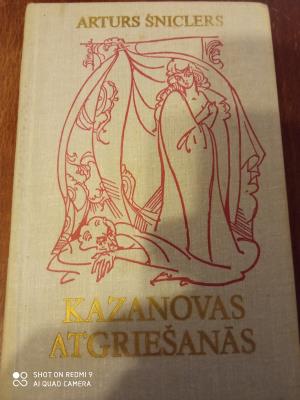 ARTURS ŠNICLERS
KAZANOVAS
ATGRIEŠANĀS
SHOT ON REDMI 9
AI QUAD CAMERA